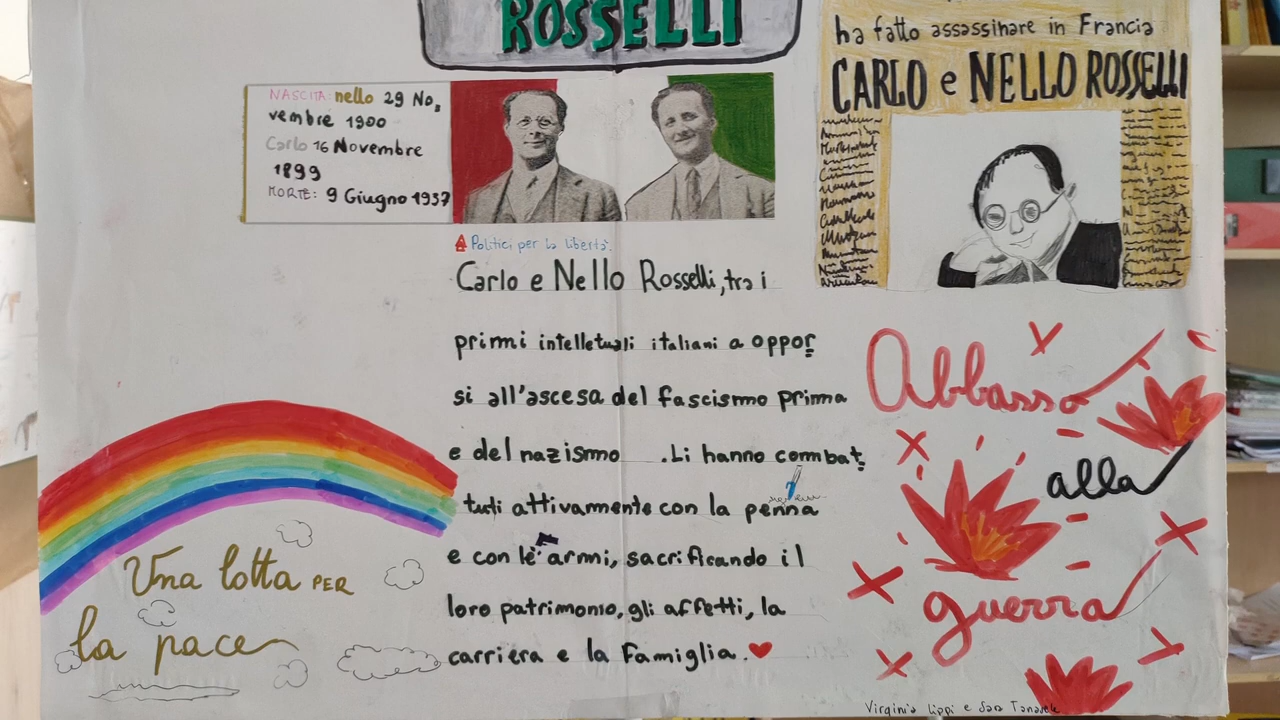 ROSSELLI
NASCITA: nello 29 No,
vembre 1900
Carlo 16 Novembre
1899
MORTE: 9 Giugno 1937
Politici per la libertà.
Carlo e Nello Rosselli, tra i
primi intelletuali italiani a oppor
si all'ascesa del fascismo prima
e del nazismo .Li hanno combat
tuti attivamente con la penna
e con le armi, sacrificando il
loro patrimonio, gli affetti, la
carriera e la Famiglia.
ha fatto assassinare in Francia
CARLO e NELLO ROSSELLI
Abbasso
alla
guerra
Una lotta PER
la pace
Virginia Lippi e Sara